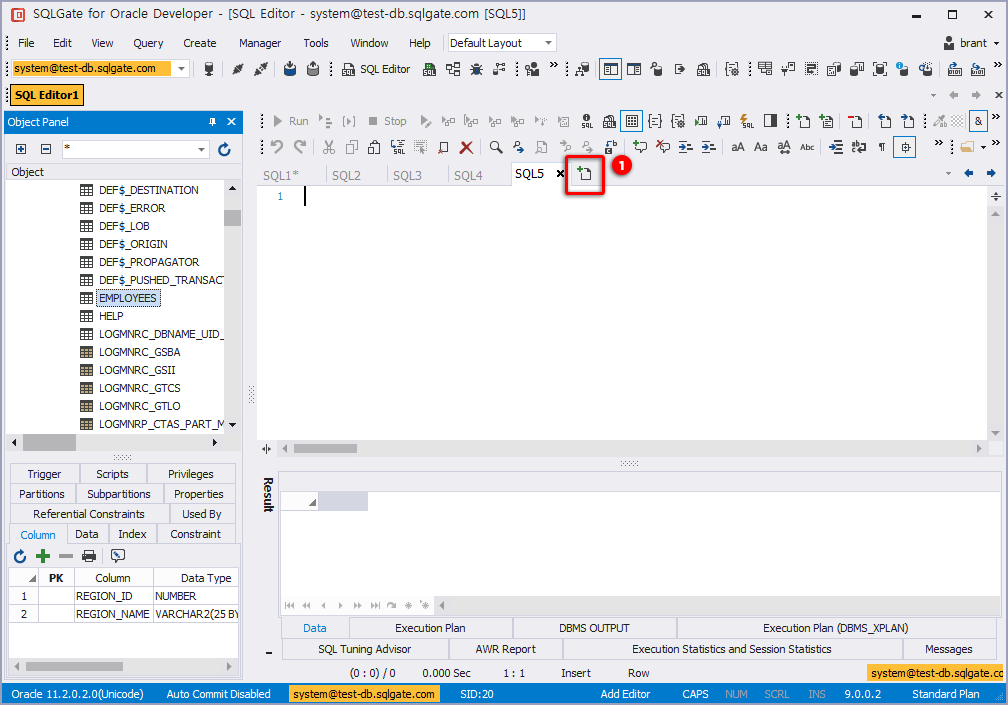 SQLGate for Oracle Developer - [SQL Editor - system@test-db.sqlgate.com [SQL5]]
File Edit View Query Create Manager Tools Window Help Default Layout brant
system@test-db.sqlgate.com SQL Editor
SQL Editor1
Object Panel Run Stop
* aA Aa aA Abc
Object
SQL1* SQL2 SQL3 SQL4 SQL5 1
1
DEF$_DESTINATION
DEF$_ERROR
DEF$_LOB
DEF$_ORIGIN
DEF$_PROPAGATOR
DEF$_PUSHED_TRANSACT
EMPLOYEES
HELP
LOGMNRC_DBNAME_UID_
LOGMNRC_GSBA
LOGMNRC_GSII
LOGMNRC_GTCS
LOGMNRC_GTLO
LOGMNRP_CTAS_PART_M
Trigger Scripts Privileges
Partitions Subpartitions Properties
Referential Constraints Used By
Column Data Index Constraint
PK Column Data Type
1 REGION_ID NUMBER
2 REGION_NAME VARCHAR2(25 BY
Result
Data Execution Plan DBMS OUTPUT Execution Plan (DBMS_XPLAN)
SQL Tuning Advisor AWR Report Execution Statistics and Session Statistics Messages
(0 : 0) / 0 0.000 Sec 1 : 1 Insert Row system@test-db.sqlgate.co
Oracle 11.2.0.2.0(Unicode) Auto Commit Disabled system@test-db.sqlgate.com SID:20 Add Editor CAPS NUM SCRL INS 9.0.0.2 Standard Plan